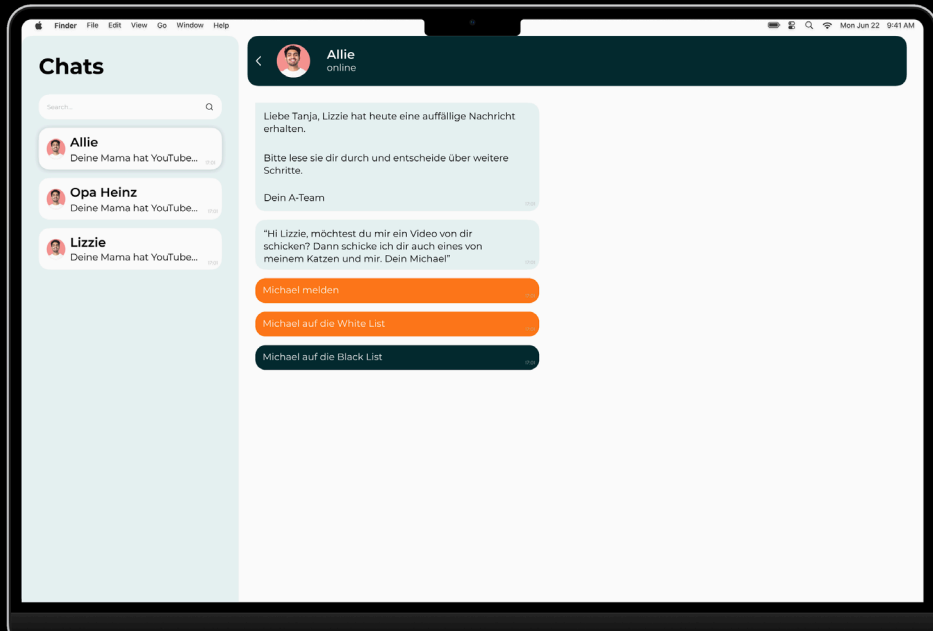 Finder File Edit View Go Window Help
Mon Jun 22 9:41 AM
Chats
Search..
Allie
Deine Mama hat YouTube...
Opa Heinz
Deine Mama hat YouTube...
Lizzie
Deine Mama hat YouTube...
Allie
online
Liebe Tanja, Lizzie hat heute eine auffällige Nachricht
erhalten.
Bitte lese sie dir durch und entscheide über weitere
Schritte.
Dein A-Team
“Hi Lizzie, möchtest du mir ein Video von dir
schicken? Dann schicke ich dir auch eines von
meinem Katzen und mir. Dein Michael”
Michael melden
Michael auf die White List
Michael auf die Black List